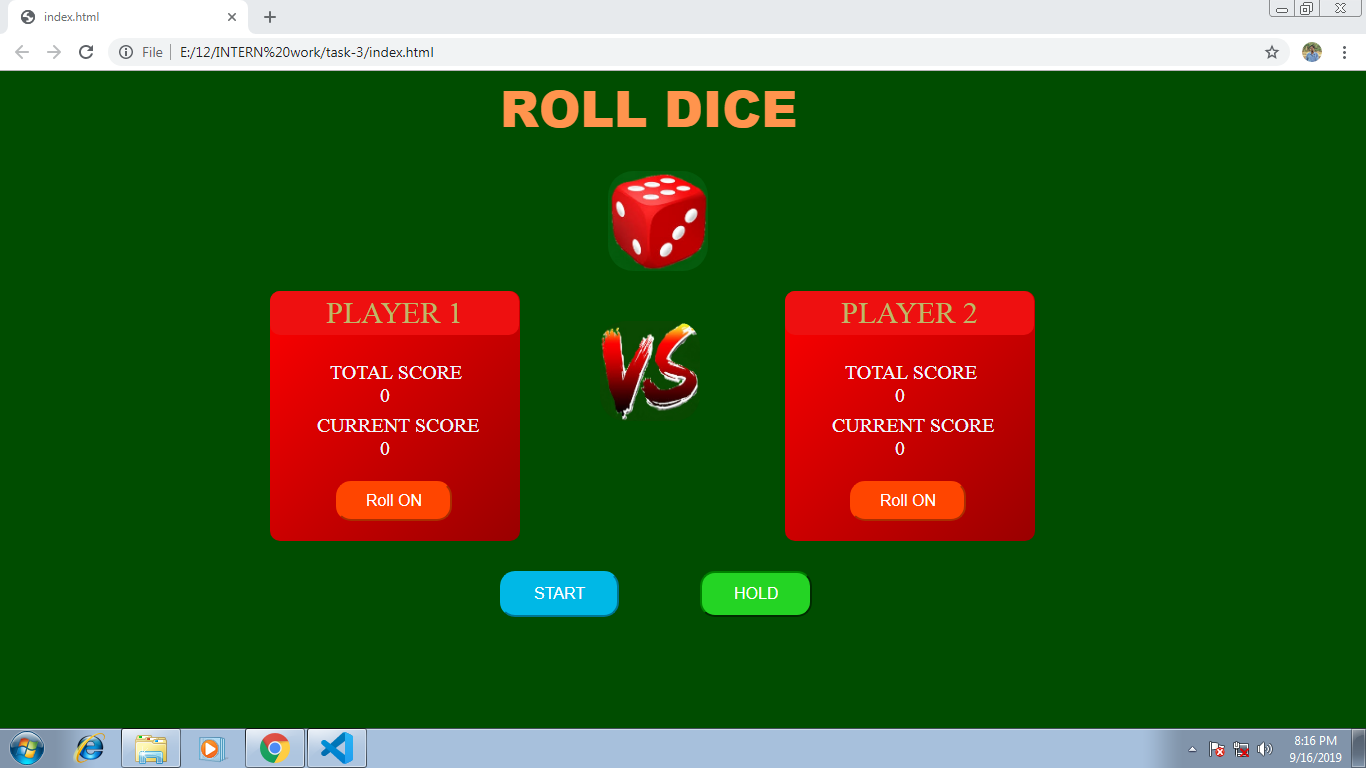 index.html
File
E:/12/INTERN%20work/task-3/index.html
ROLL DICE
VS
PLAYER 1
TOTAL SCORE
0
CURRENT SCORE
0
Roll ON
PLAYER 2
TOTAL SCORE
0
CURRENT SCORE
0
Roll ON
START
HOLD
8:16 PM
9/16/2019